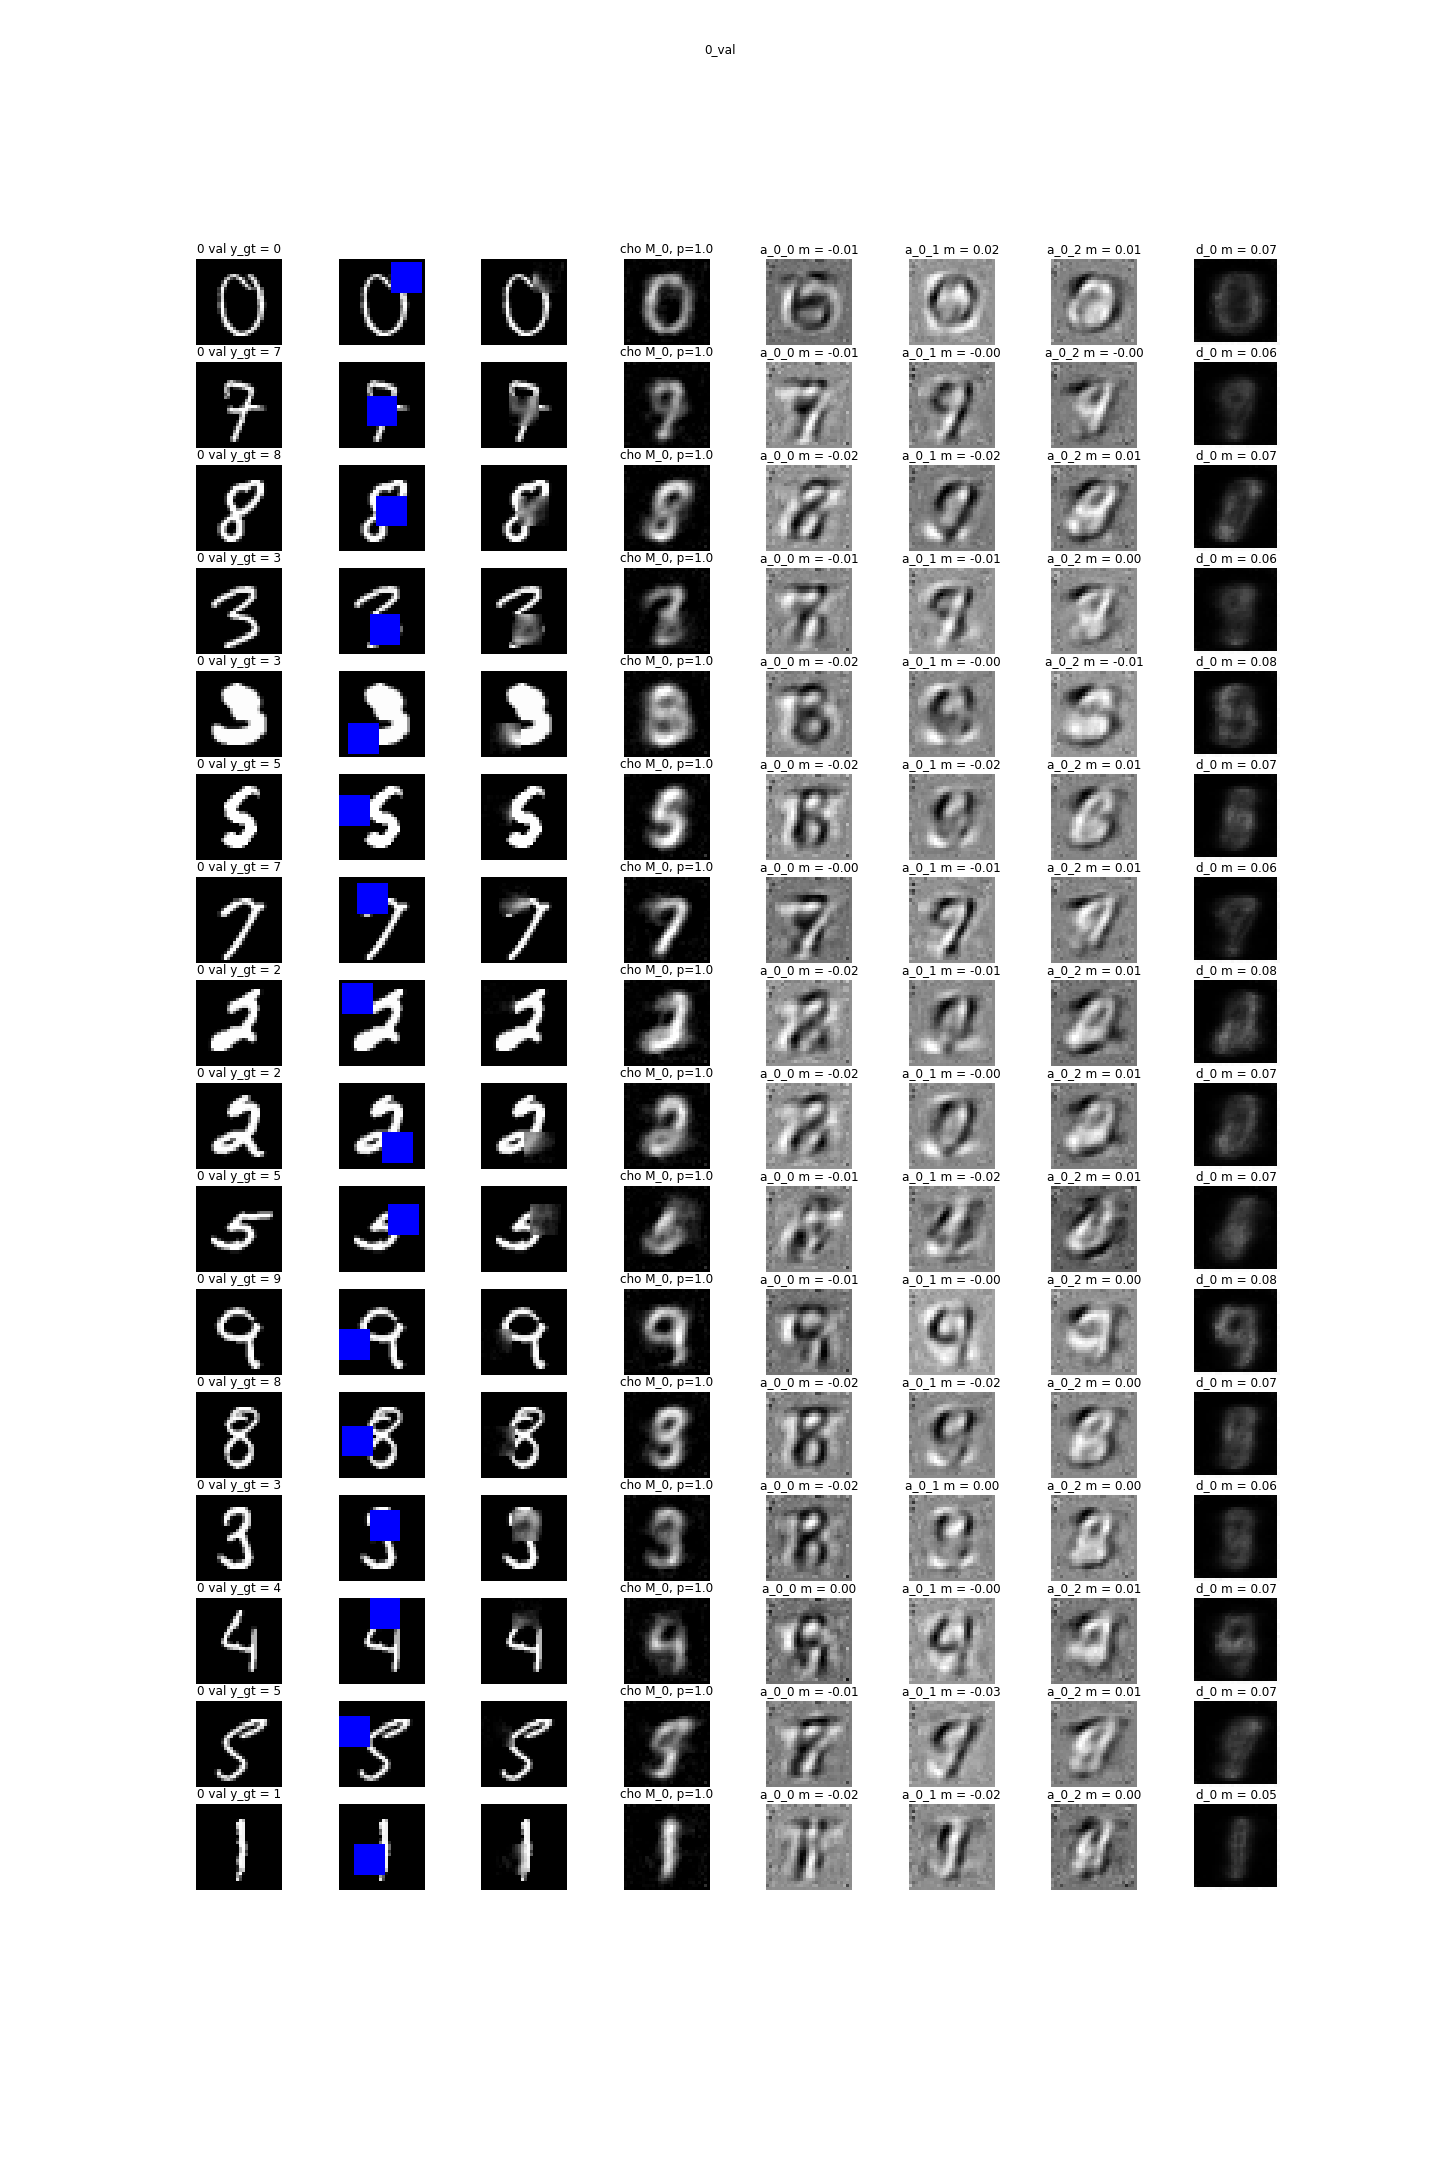 0_val
0 val y_gt = 0 cho M_0, p=1.0 a_0_0 m = -0.01 a_0_1 m = 0.02 a_0_2 m = 0.01 d_0 m = 0.07
0 val y_gt = 7 cho M_0, p=1.0 a_0_0 m = -0.01 a_0_1 m = -0.00 a_0_2 m = -0.00 d_0 m = 0.06
0 val y_gt = 8 cho M_0, p=1.0 a_0_0 m = -0.02 a_0_1 m = -0.02 a_0_2 m = 0.01 d_0 m = 0.07
0 val y_gt = 3 cho M_0, p=1.0 a_0_0 m = -0.01 a_0_1 m = -0.01 a_0_2 m = 0.00 d_0 m = 0.06
0 val y_gt = 3 cho M_0, p=1.0 a_0_0 m = -0.02 a_0_1 m = -0.00 a_0_2 m = -0.01 d_0 m = 0.08
0 val y_gt = 5 cho M_0, p=1.0 a_0_0 m = -0.02 a_0_1 m = -0.02 a_0_2 m = 0.01 d_0 m = 0.07
0 val y_gt = 7 cho M_0, p=1.0 a_0_0 m = -0.00 a_0_1 m = -0.01 a_0_2 m = 0.01 d_0 m = 0.06
0 val y_gt = 2 cho M_0, p=1.0 a_0_0 m = -0.02 a_0_1 m = -0.01 a_0_2 m = 0.01 d_0 m = 0.08
0 val y_gt = 2 cho M_0, p=1.0 a_0_0 m = -0.02 a_0_1 m = -0.00 a_0_2 m = 0.01 d_0 m = 0.07
0 val y_gt = 5 cho M_0, p=1.0 a_0_0 m = -0.01 a_0_1 m = -0.02 a_0_2 m = 0.01 d_0 m = 0.07
0 val y_gt = 9 cho M_0, p=1.0 a_0_0 m = -0.01 a_0_1 m = -0.00 a_0_2 m = 0.00 d_0 m = 0.08
0 val y_gt = 8 cho M_0, p=1.0 a_0_0 m = -0.02 a_0_1 m = -0.02 a_0_2 m = 0.00 d_0 m = 0.07
0 val y_gt = 3 cho M_0, p=1.0 a_0_0 m = -0.02 a_0_1 m = 0.00 a_0_2 m = 0.00 d_0 m = 0.06
0 val y_gt = 4 cho M_0, p=1.0 a_0_0 m = 0.00 a_0_1 m = -0.00 a_0_2 m = 0.01 d_0 m = 0.07
0 val y_gt = 5 cho M_0, p=1.0 a_0_0 m = -0.01 a_0_1 m = -0.03 a_0_2 m = 0.01 d_0 m = 0.07
0 val y_gt = 1 cho M_0, p=1.0 a_0_0 m = -0.02 a_0_1 m = -0.02 a_0_2 m = 0.00 d_0 m = 0.05